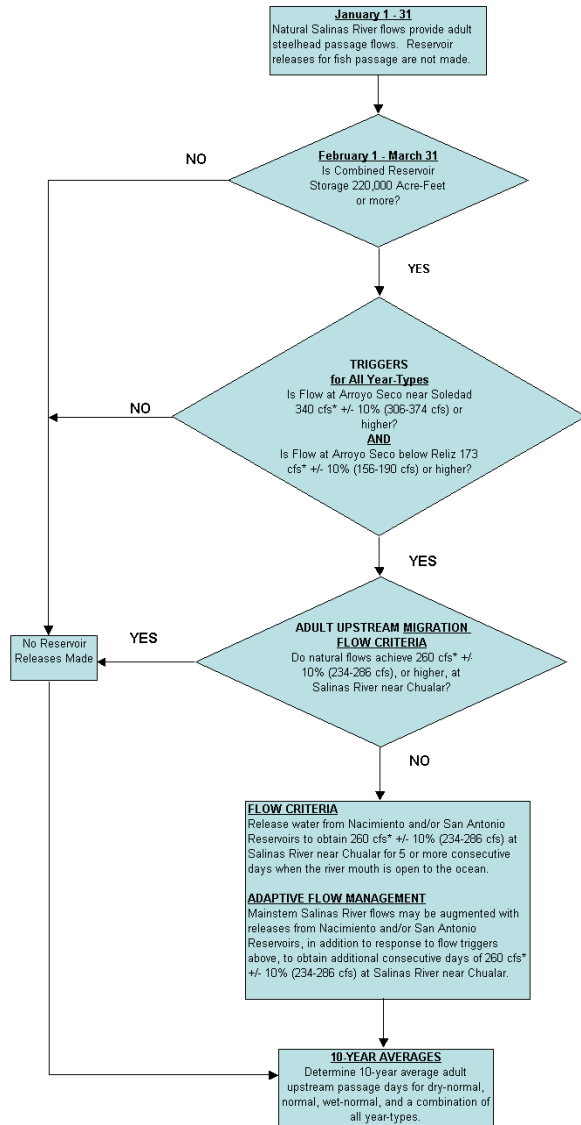 January 1 - 31
Natural Salinas River flows provide adult
steelhead passage flows.  Reservoir
releases for fish passage are not made.
NO
February 1 - March 31
Is Combined Reservoir
Storage 220,000 Acre-Feet
or more?
YES
TRIGGERS
for All Year-Types
Is Flow at Arroyo Seco near Soledad
340 cfs* +/- 10% (306-374 cfs) or
higher?
AND
Is Flow at Arroyo Seco below Reliz 173
cfs* +/- 10% (156-190 cfs) or higher?
NO
YES
ADULT UPSTREAM MIGRATION
FLOW CRITERIA
Do natural flows achieve 260 cfs* +/-
10% (234-286 cfs), or higher, at
Salinas River near Chualar?
YES
No Reservoir
Releases Made
NO
FLOW CRITERIA
Release water from Nacimiento and/or San Antonio
Reservoirs to obtain 260 cfs* +/- 10% (234-286 cfs) at
Salinas River near Chualar for 5 or more consecutive
days when the river mouth is open to the ocean.
ADAPTIVE FLOW MANAGEMENT
Mainstem Salinas River flows may be augmented with
releases from Nacimiento and/or San Antonio
Reservoirs, in addition to response to flow triggers
above, to obtain additional consecutive days of 260 cfs*
+/- 10% (234-286 cfs) at Salinas River near Chualar.
10-YEAR AVERAGES
Determine 10-year average adult
upstream passage days for dry-normal,
normal, wet-normal, and a combination of
all year-types.